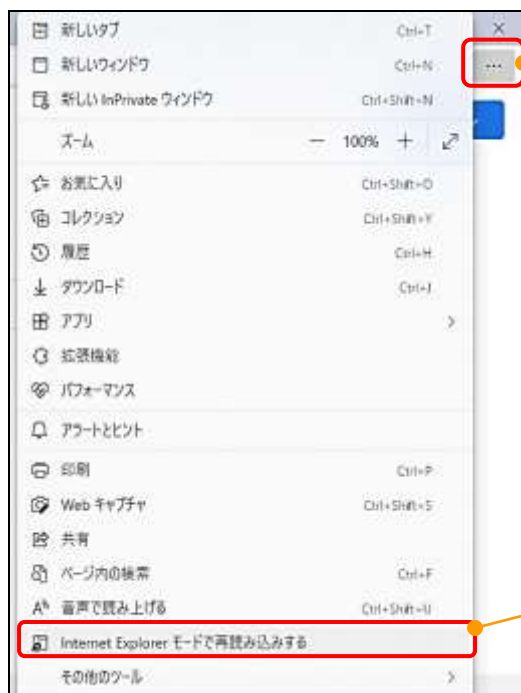 新しいタブ Ctrl+T
新しいウィンドウ Ctrl+N
新しい InPrivate ウィンドウ Ctrl+Shift+N
ズーム — 100% +
お気に入り Ctrl+Shift+O
コレクション Ctrl+Shift+Y
履歴 Ctrl+H
ダウンロード Ctrl+J
アプリ
拡張機能
パフォーマンス
アラートとヒント
印刷 Ctrl+P
Web キャプチャ Ctrl+Shift+S
共有
ページ内の検索 Ctrl+F
音声で読み上げる Ctrl+Shift+U
Internet Explorer モードで再読み込みする
その他のツール